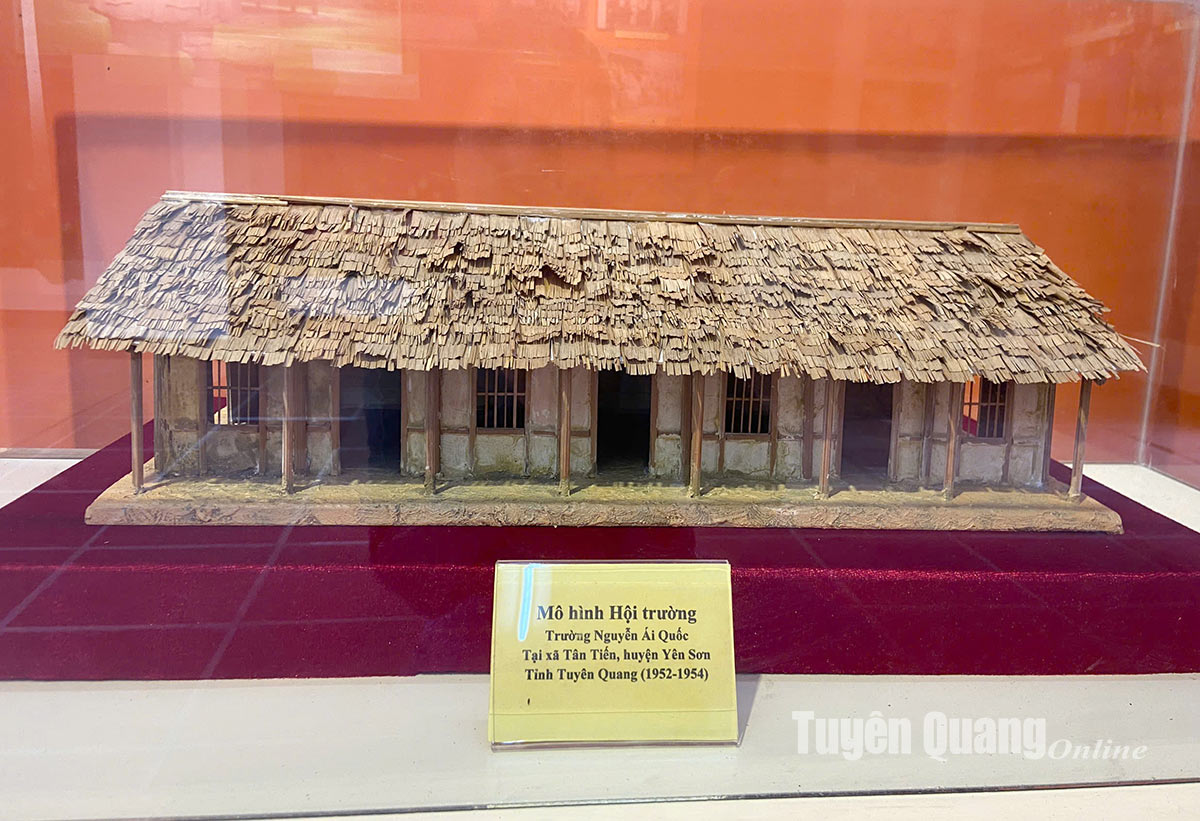 Mô hình Hội trường
Trường Nguyễn Ái Quốc
Tại xã Tân Tiến, huyện Yên Sơn
Tỉnh Tuyên Quang (1952-1954)
Tuyên Quang Online